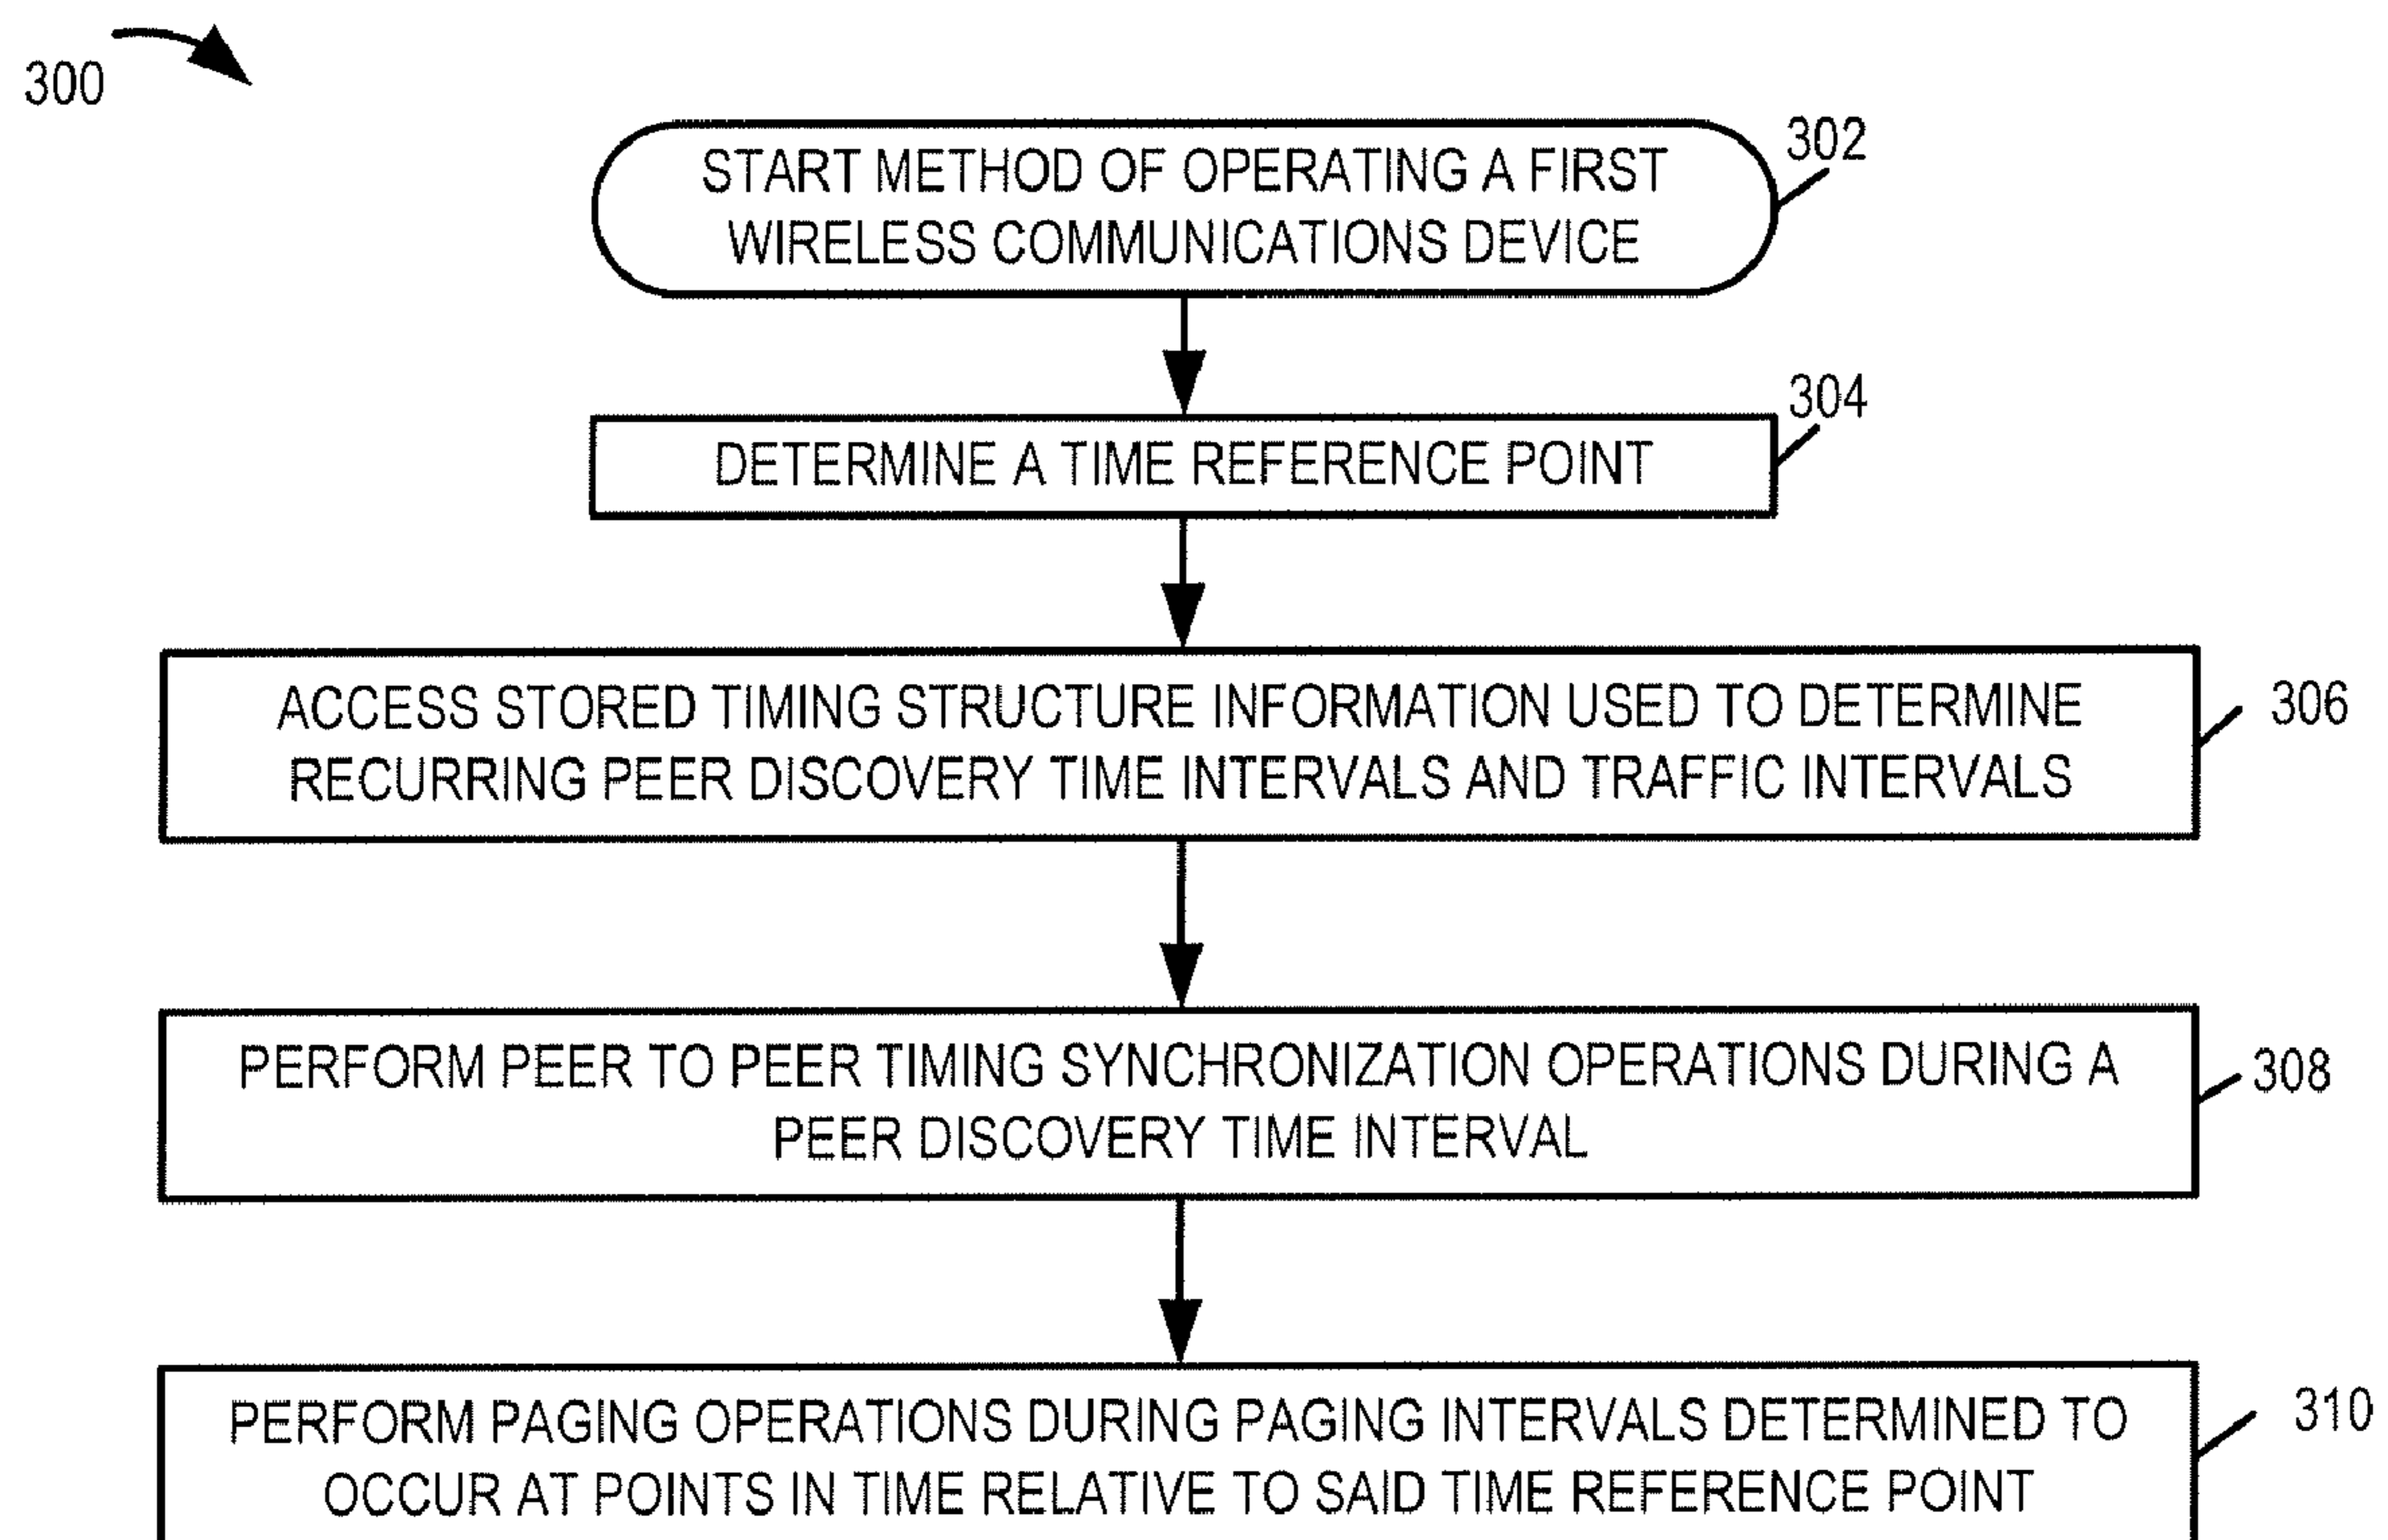 300
302
START METHOD OF OPERATING A FIRST
WIRELESS COMMUNICATIONS DEVICE
304
DETERMINE A TIME REFERENCE POINT
306
ACCESS STORED TIMING STRUCTURE INFORMATION USED TO DETERMINE
RECURRING PEER DISCOVERY TIME INTERVALS AND TRAFFIC INTERVALS
308
PERFORM PEER TO PEER TIMING SYNCHRONIZATION OPERATIONS DURING A
PEER DISCOVERY TIME INTERVAL
310
PERFORM PAGING OPERATIONS DURING PAGING INTERVALS DETERMINED TO
OCCUR AT POINTS IN TIME RELATIVE TO SAID TIME REFERENCE POINT